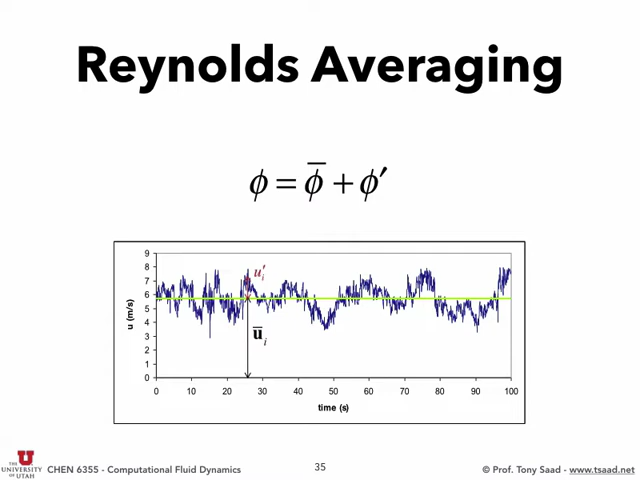 Reynolds Averaging
ϕ = ϕ̅ + ϕ′
9
8
7
6
5
4
3
2
1
0
u (m/s)
u′ᵢ
u̅ᵢ
0 10 20 30 40 50 60 70 80 90 100
time (s)
THE
UNIVERSITY
OF UTAH
CHEN 6355 - Computational Fluid Dynamics
35
© Prof. Tony Saad - www.tsaad.net